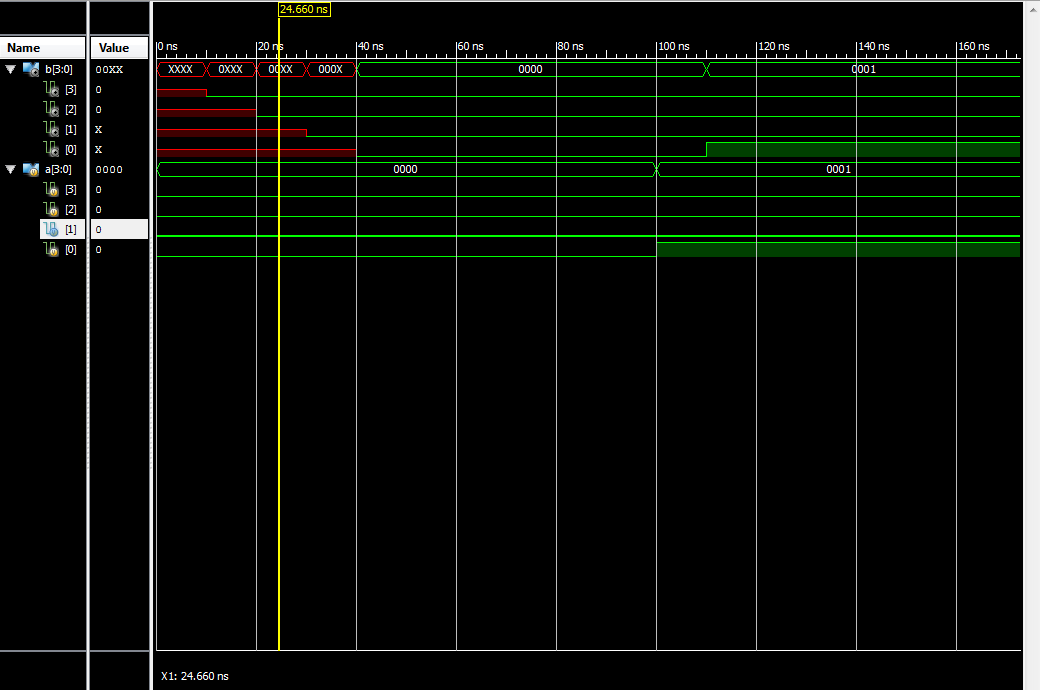 24.660 ns
Name Value 0 ns 20 ns 40 ns 60 ns 80 ns 100 ns 120 ns 140 ns 160 ns
b[3:0] 00XX XXXX 0XXX 00XX 000X 0000 0001
[3] 0
[2] 0
[1] X
[0] X
a[3:0] 0000 0000 0001
[3] 0
[2] 0
[1] 0
[0] 0
X1: 24.660 ns